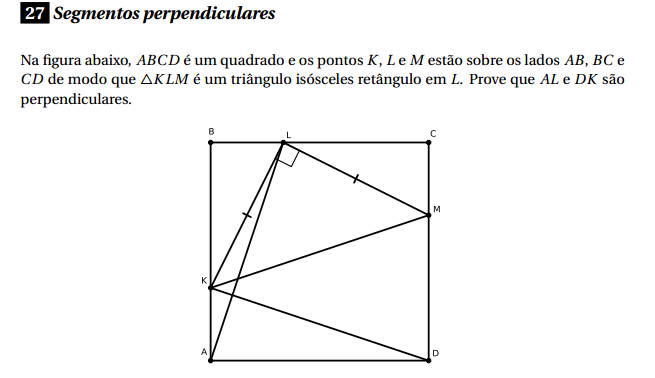 27 Segmentos perpendiculares
Na figura abaixo, ABCD é um quadrado e os pontos K, L e M estão sobre os lados AB, BC e
CD de modo que △KLM é um triângulo isósceles retângulo em L. Prove que AL e DK são
perpendiculares.
B L C
M
K
A D